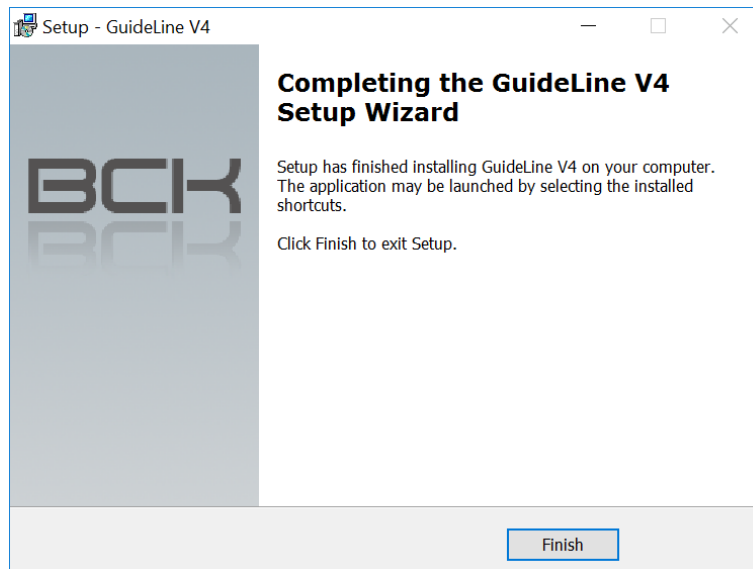 Setup - GuideLine V4
Completing the GuideLine V4
Setup Wizard
BCK
Setup has finished installing GuideLine V4 on your computer.
The application may be launched by selecting the installed
shortcuts.
Click Finish to exit Setup.
Finish